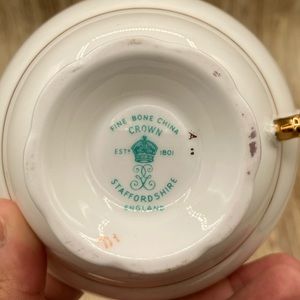 FINE BONE CHINA
CROWN
ESTD 1801
STAFFORDSHIRE
ENGLAND
A